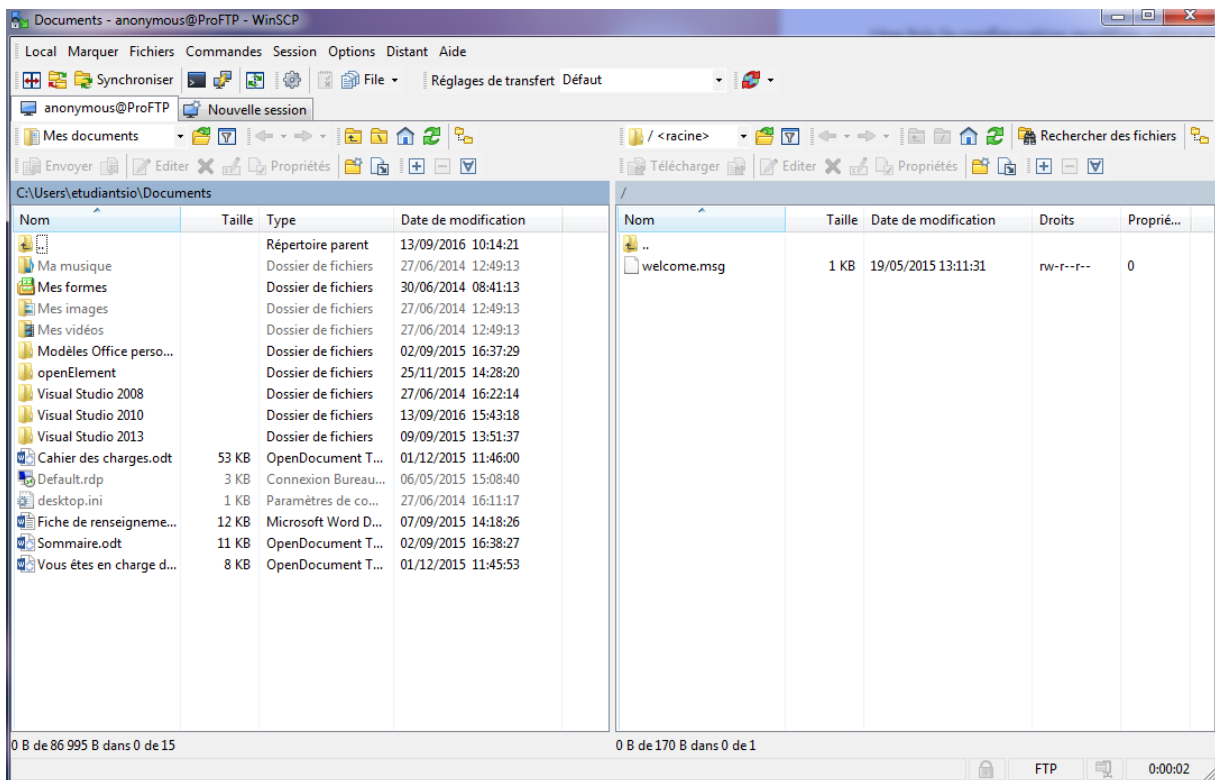 Documents - anonymous@ProFTP - WinSCP
Local Marquer Fichiers Commandes Session Options Distant Aide
Synchroniser File Réglages de transfert Défaut
anonymous@ProFTP Nouvelle session
Mes documents / <racine> Rechercher des fichiers
Envoyer Editer Propriétés Télécharger Editer Propriétés
C:\Users\etudiantsio\Documents /
Nom Taille Type Date de modification Nom Taille Date de modification Droits Proprié...
.. Répertoire parent 13/09/2016 10:14:21 ..
Ma musique Dossier de fichiers 27/06/2014 12:49:13 welcome.msg 1 KB 19/05/2015 13:11:31 rw-r--r-- 0
Mes formes Dossier de fichiers 30/06/2014 08:41:13
Mes images Dossier de fichiers 27/06/2014 12:49:13
Mes vidéos Dossier de fichiers 27/06/2014 12:49:13
Modèles Office perso... Dossier de fichiers 02/09/2015 16:37:29
openElement Dossier de fichiers 25/11/2015 14:28:20
Visual Studio 2008 Dossier de fichiers 27/06/2014 16:22:14
Visual Studio 2010 Dossier de fichiers 13/09/2016 15:43:18
Visual Studio 2013 Dossier de fichiers 09/09/2015 13:51:37
Cahier des charges.odt 53 KB OpenDocument T... 01/12/2015 11:46:00
Default.rdp 3 KB Connexion Bureau... 06/05/2015 15:08:40
desktop.ini 1 KB Paramètres de co... 27/06/2014 16:11:17
Fiche de renseigneme... 12 KB Microsoft Word D... 07/09/2015 14:18:26
Sommaire.odt 11 KB OpenDocument T... 02/09/2015 16:38:27
Vous êtes en charge d... 8 KB OpenDocument T... 01/12/2015 11:45:53
0 B de 86 995 B dans 0 de 15 0 B de 170 B dans 0 de 1
FTP 0:00:02